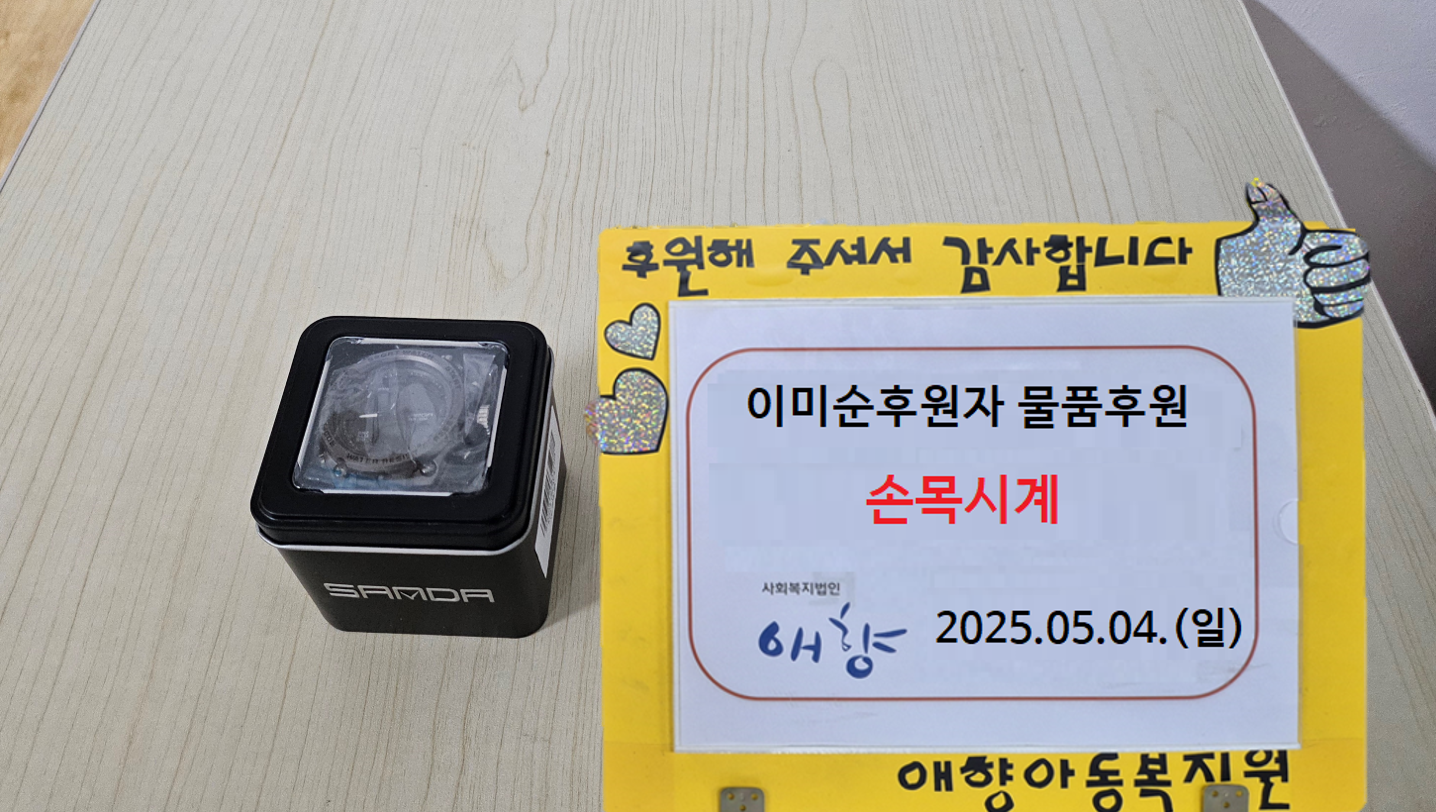 후원해 주셔서 감사합니다
이미순후원자 물품후원
손목시계
사회복지법인
애향
2025.05.04.(일)
애향아동복지원
SANDA